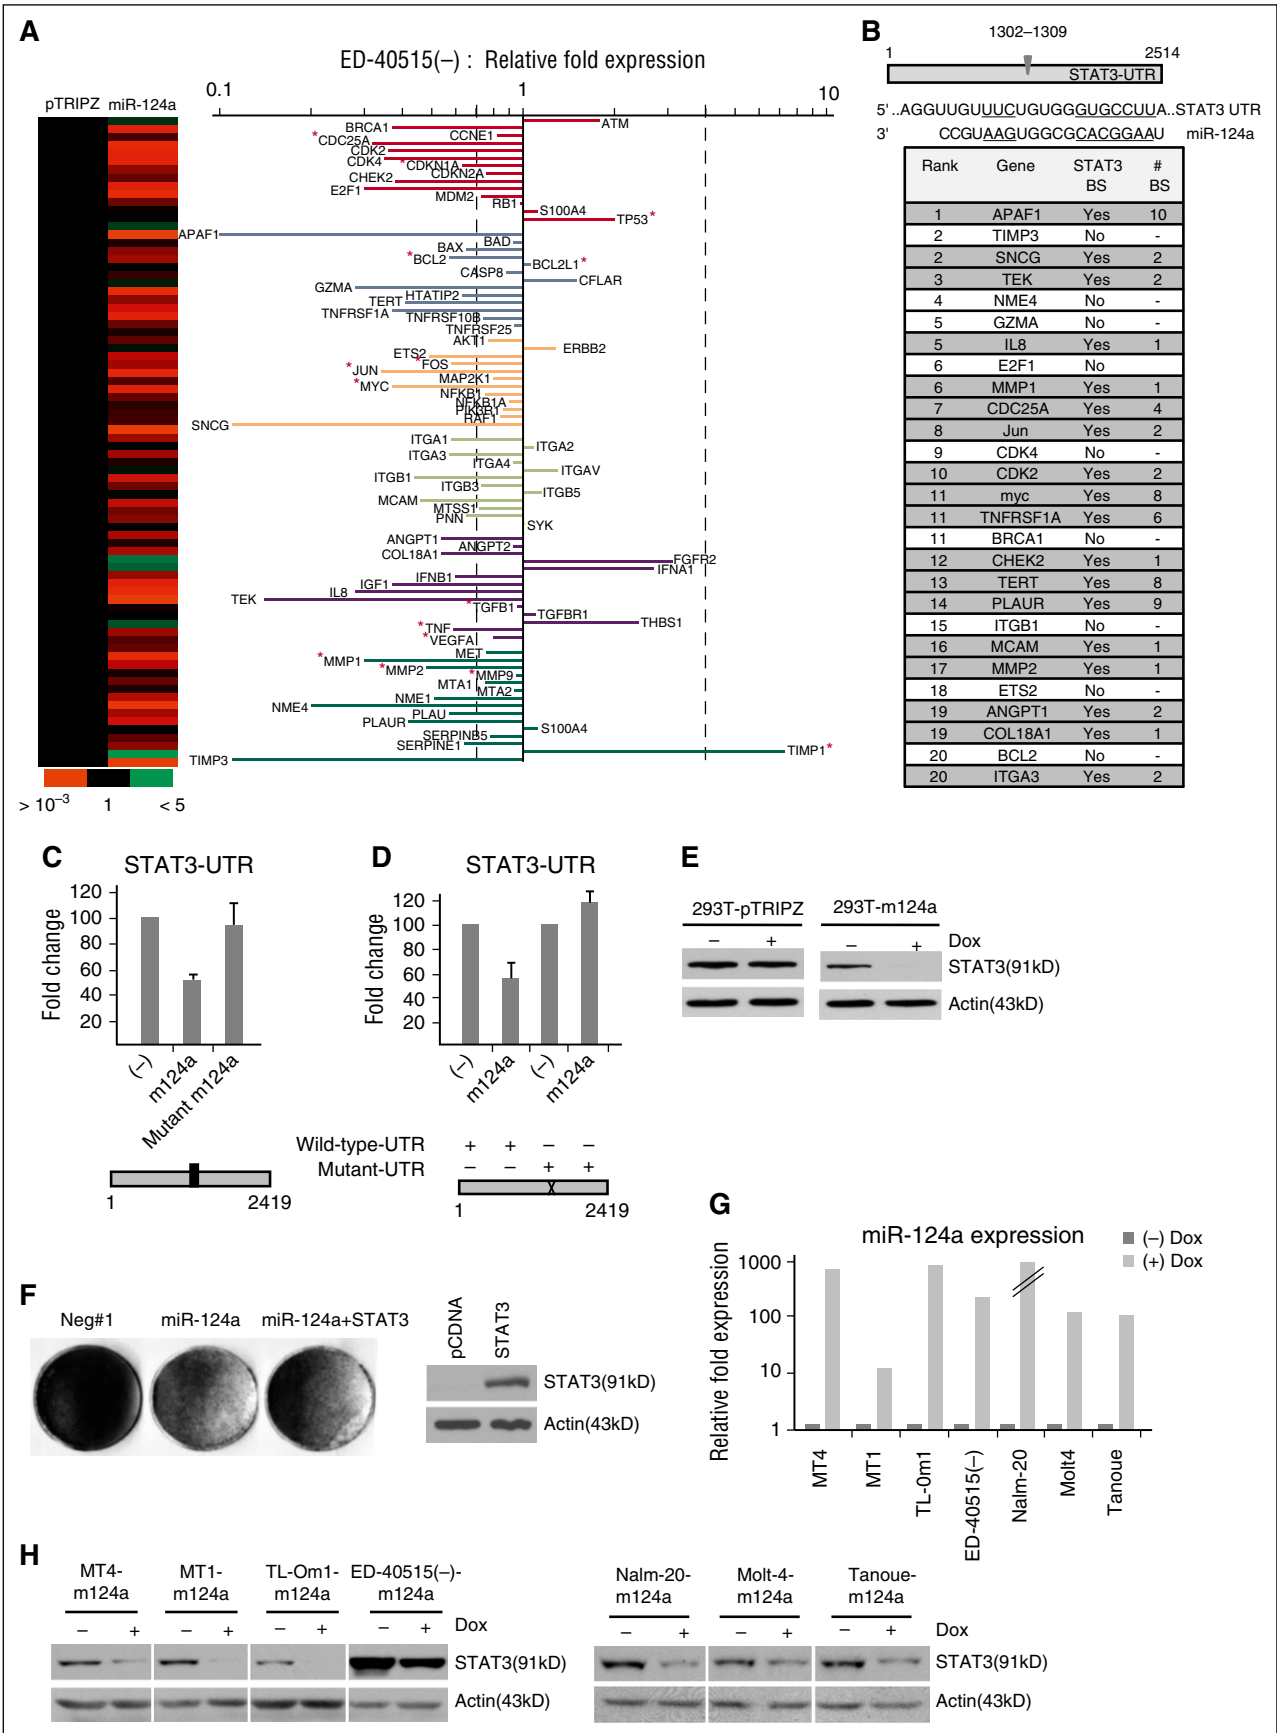 A
ED-40515(–) : Relative fold expression
0.1 1 10
pTRIPZ miR-124a
ATM
BRCA1
CCNE1
*CDC25A
CDK2
CDK4
*CDKN1A
CDKN2A
CHEK2
E2F1
MDM2
RB1
S100A4
TP53*
APAF1
BAD
BAX
*BCL2
BCL2L1*
CASP8
CFLAR
GZMA
HTATIP2
TERT
TNFRSF1A
TNFRSF10B
TNFRSF25
AKT1
ERBB2
ETS2
*FOS
*JUN
MAP2K1
*MYC
NFKB1
NFKB1A
PIK3R1
RAF1
SNCG
ITGA1
ITGA2
ITGA3
ITGA4
ITGAV
ITGB1
ITGB3
ITGB5
MCAM
MTSS1
PNN
SYK
ANGPT1
ANGPT2
COL18A1
FGFR2
IFNA1
IFNB1
IGF1
IL8
TEK
*TGFB1
TGFBR1
THBS1
*TNF
*VEGFA
MET
*MMP1
*MMP2
*MMP9
MTA1
MTA2
NME1
NME4
PLAU
PLAUR
S100A4
SERPINB5
SERPINE1
TIMP1*
TIMP3
> 10–3 1 < 5
B
1302–1309
1 2514
STAT3-UTR
5' ..AGGUUGUUUCUGUGGGUGCCUUA..STAT3 UTR
3' CCGUAAGUGGCGCACGGAAU miR-124a
Rank Gene STAT3 BS # BS
1 APAF1 Yes 10
2 TIMP3 No -
2 SNCG Yes 2
3 TEK Yes 2
4 NME4 No -
5 GZMA No -
5 IL8 Yes 1
6 E2F1 No
6 MMP1 Yes 1
7 CDC25A Yes 4
8 Jun Yes 2
9 CDK4 No -
10 CDK2 Yes 2
11 myc Yes 8
11 TNFRSF1A Yes 6
11 BRCA1 No -
12 CHEK2 Yes 1
13 TERT Yes 8
14 PLAUR Yes 9
15 ITGB1 No -
16 MCAM Yes 1
17 MMP2 Yes 1
18 ETS2 No -
19 ANGPT1 Yes 2
19 COL18A1 Yes 1
20 BCL2 No -
20 ITGA3 Yes 2
C
STAT3-UTR
Fold change
120
100
80
60
40
20
(–) m124a Mutant m124a
1 2419
D
STAT3-UTR
Fold change
120
100
80
60
40
20
(–) m124a (–) m124a
Wild-type-UTR + + – –
Mutant-UTR – – + +
X
1 2419
E
293T-pTRIPZ 293T-m124a
– + – + Dox
STAT3(91kD)
Actin(43kD)
F
Neg#1 miR-124a miR-124a+STAT3
pCDNA STAT3
STAT3(91kD)
Actin(43kD)
G
miR-124a expression
(–) Dox
(+) Dox
Relative fold expression
1000
100
10
1
MT4 MT1 TL-0m1 ED-40515(–) Nalm-20 Molt4 Tanoue
H
MT4-m124a MT1-m124a TL-Om1-m124a ED-40515(–)-m124a
– + – + – + – + Dox
STAT3(91kD)
Actin(43kD)
Nalm-20-m124a Molt-4-m124a Tanoue-m124a
– + – + – + Dox
STAT3(91kD)
Actin(43kD)